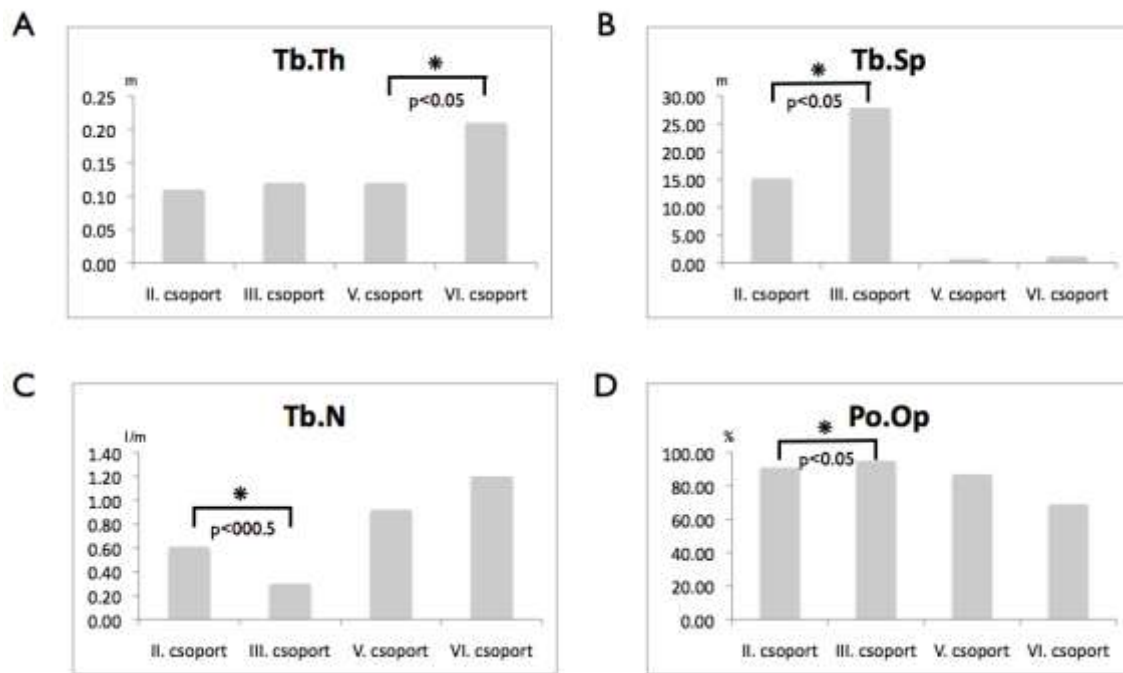 A
Tb.Th
m
*
p<0.05
0.25
0.20
0.15
0.10
0.05
0.00
II. csoport III. csoport V. csoport VI. csoport
B
Tb.Sp
m
*
p<0.05
30.00
25.00
20.00
15.00
10.00
5.00
0.00
II. csoport III. csoport V. csoport VI. csoport
C
Tb.N
1/m
*
p<000.5
1.40
1.20
1.00
0.80
0.60
0.40
0.20
0.00
II. csoport III. csoport V. csoport VI. csoport
D
Po.Op
%
*
p<0.05
100.00
80.00
60.00
40.00
20.00
0.00
II. csoport III. csoport V. csoport VI. csoport